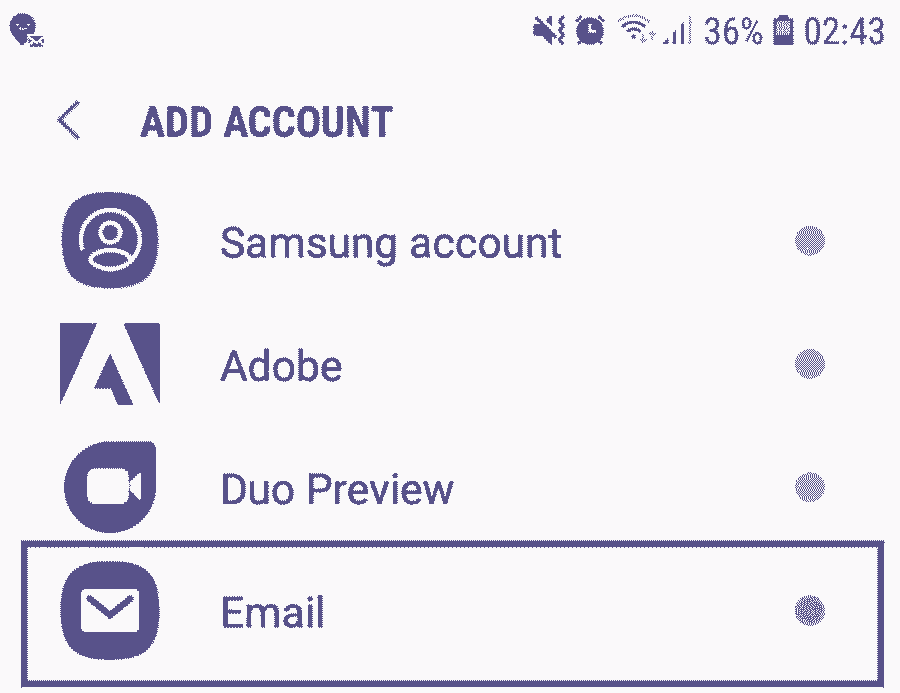 36% 02:43
ADD ACCOUNT
Samsung account
Adobe
Duo Preview
Email